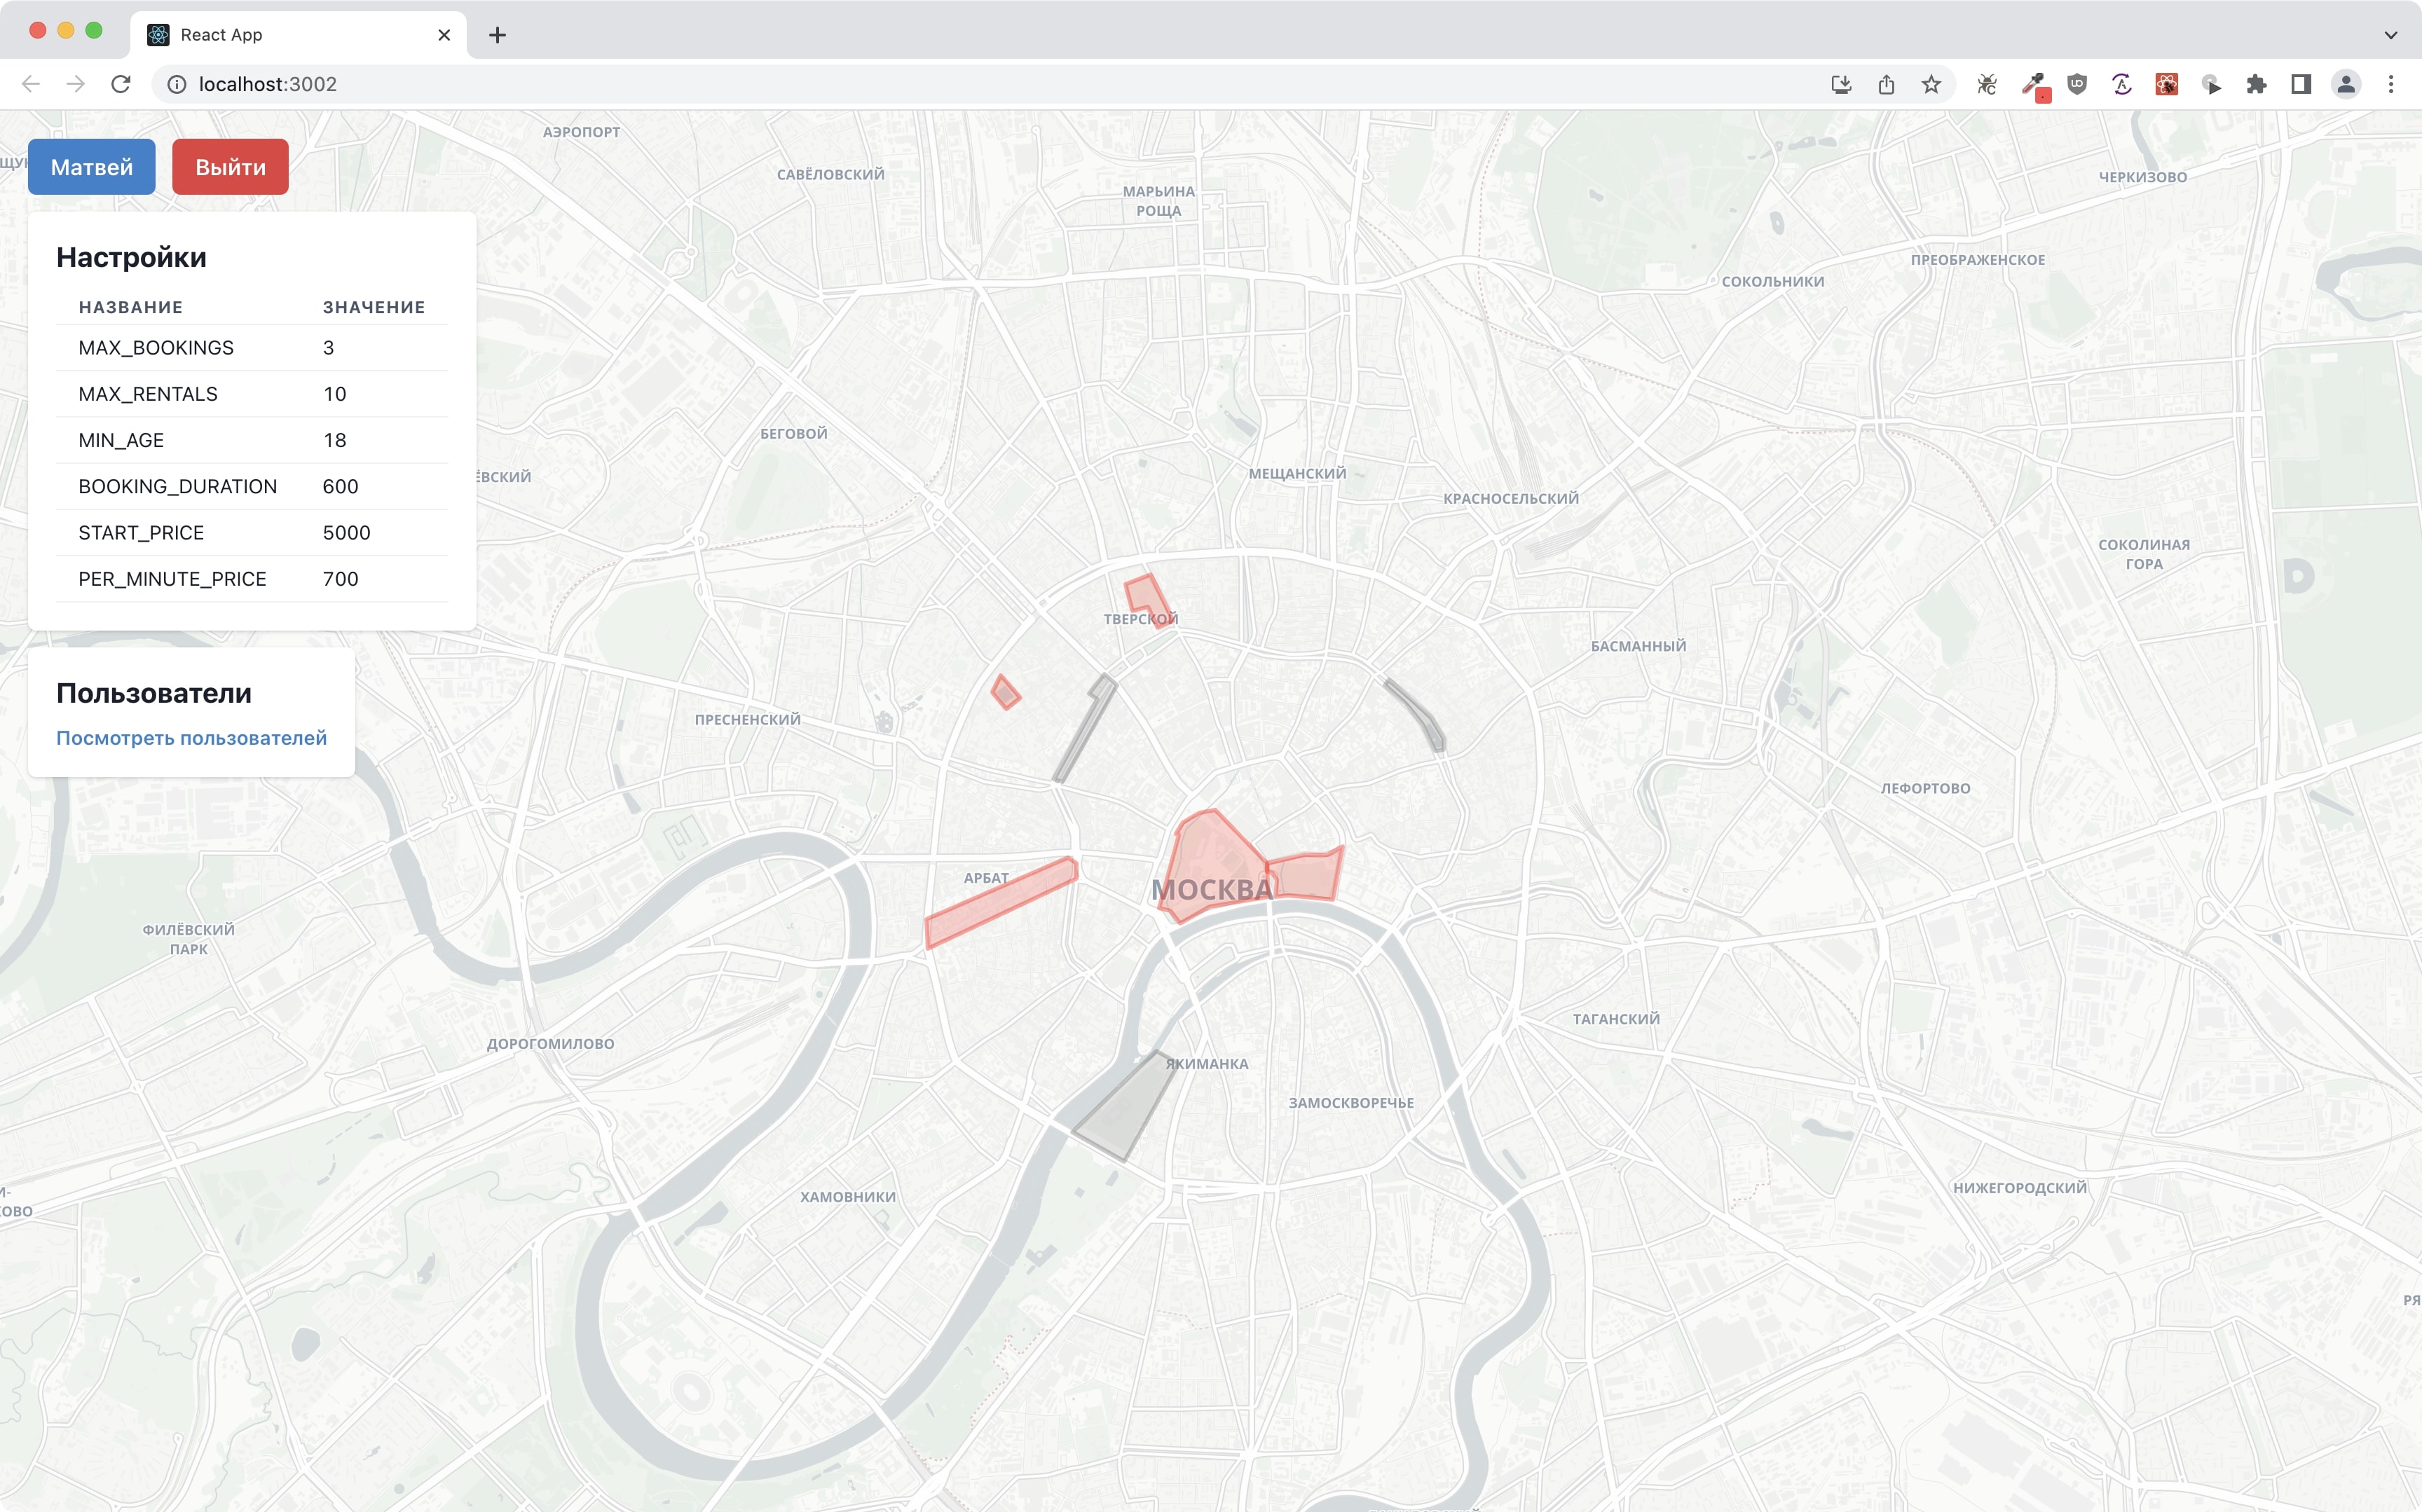 React App
localhost:3002
АЭРОПОРТ
Матвей
Выйти
САВЁЛОВСКИЙ
МАРЬИНА
РОЩА
ЧЕРКИЗОВО
Настройки
НАЗВАНИЕ ЗНАЧЕНИЕ
MAX_BOOKINGS 3
MAX_RENTALS 10
MIN_AGE 18
BOOKING_DURATION 600
START_PRICE 5000
PER_MINUTE_PRICE 700
Пользователи
Посмотреть пользователей
ПРЕОБРАЖЕНСКОЕ
СОКОЛЬНИКИ
БЕГОВОЙ
ЁВСКИЙ
МЕЩАНСКИЙ
КРАСНОСЕЛЬСКИЙ
СОКОЛИНАЯ
ГОРА
ТВЕРСКОЙ
БАСМАННЫЙ
ПРЕСНЕНСКИЙ
ЛЕФОРТОВО
АРБАТ
МОСКВА
ФИЛЁВСКИЙ
ПАРК
ТАГАНСКИЙ
ДОРОГОМИЛОВО
ЯКИМАНКА
ЗАМОСКВОРЕЧЬЕ
ХАМОВНИКИ
НИЖЕГОРОДСКИЙ
И-
ОВО
РЯ